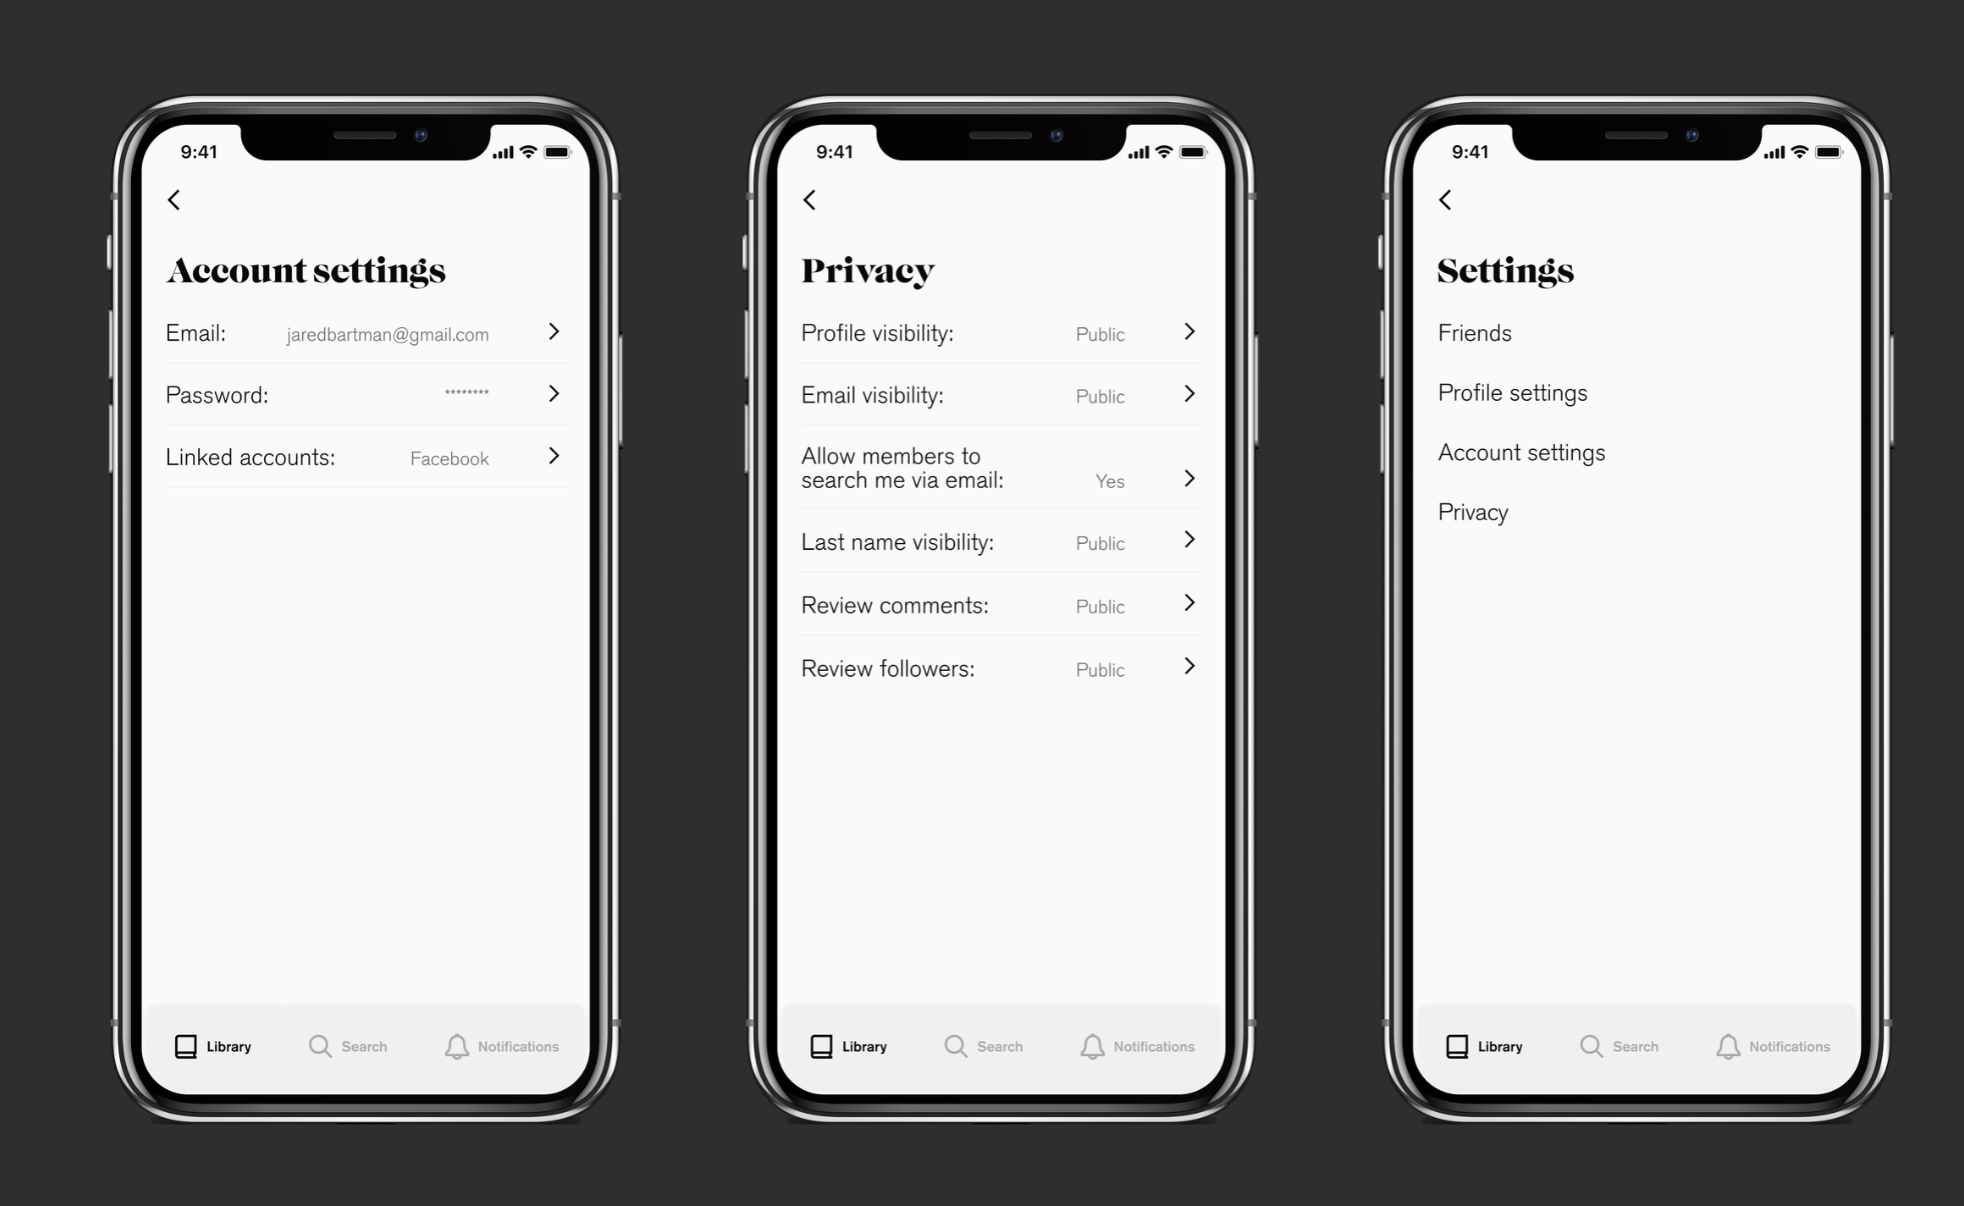 9:41
Account settings
Email: jaredbartman@gmail.com
Password: ********
Linked accounts: Facebook
Library Search Notifications
9:41
Privacy
Profile visibility: Public
Email visibility: Public
Allow members to
search me via email: Yes
Last name visibility: Public
Review comments: Public
Review followers: Public
Library Search Notifications
9:41
Settings
Friends
Profile settings
Account settings
Privacy
Library Search Notifications